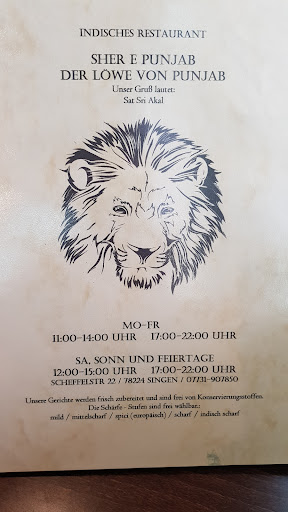 INDISCHES RESTAURANT
SHER E PUNJAB
DER LÖWE VON PUNJAB
Unser Gruß lautet:
Sat Sri Akal
MO-FR
11:00-14:00 UHR 17:00-22:00 UHR
SA, SONN UND FEIERTAGE
12:00-15:00 UHR 17:00-22:00 UHR
SCHEFFELSTR 22 / 78224 SINGEN / 07731-907850
Unsere Gerichte werden frisch zubereitet und sind frei von Konservierungsstoffen.
Die Schärfe - Stufen sind frei wählbar.:
mild / mittelscharf / spici (europäisch) / scharf / indisch scharf